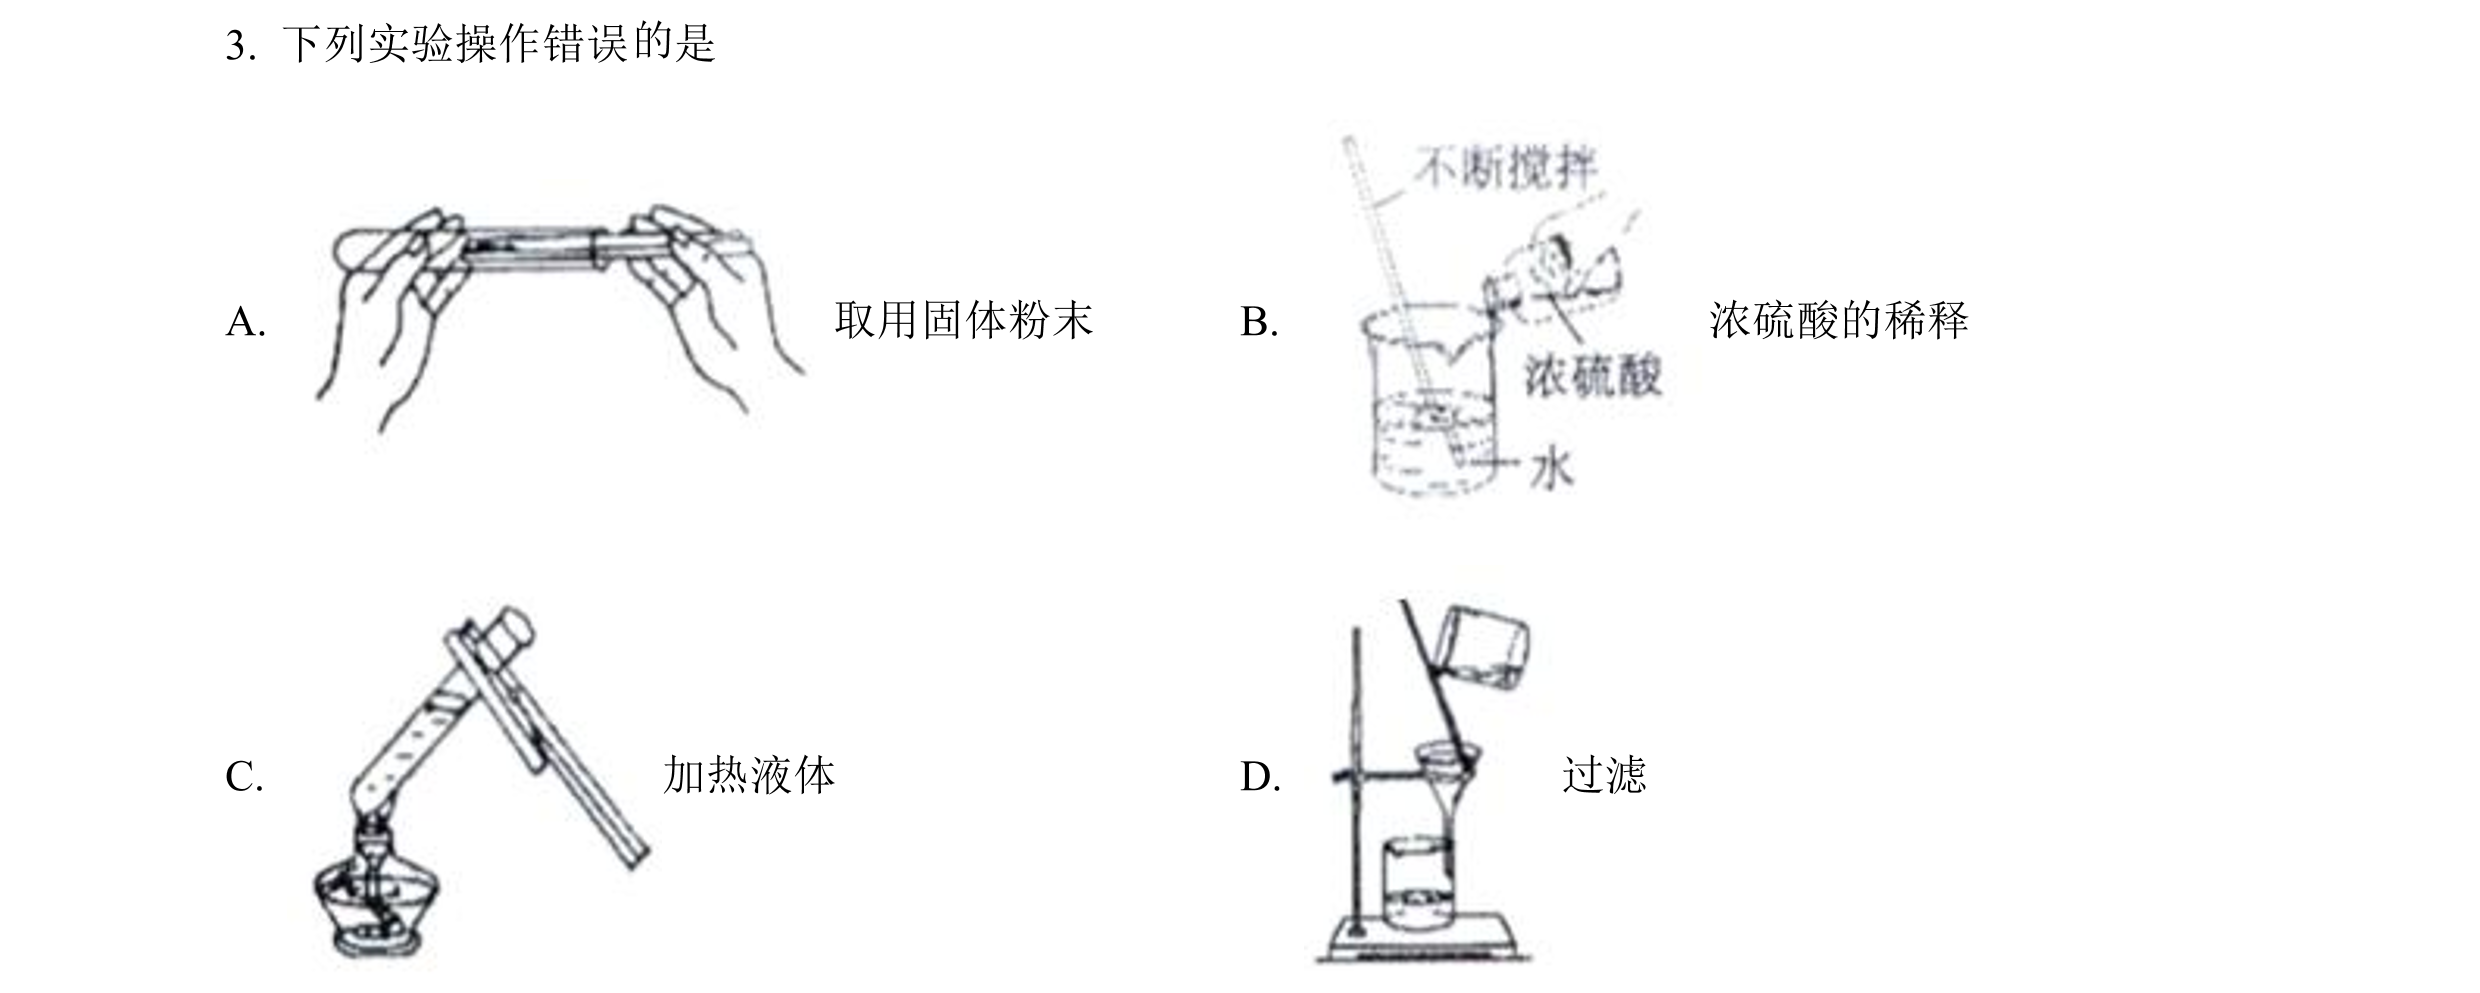 3. 下列实验操作错误的是
不断搅拌
A. 取用固体粉末 B. 浓硫酸的稀释
浓硫酸
水
C. 加热液体 D. 过滤